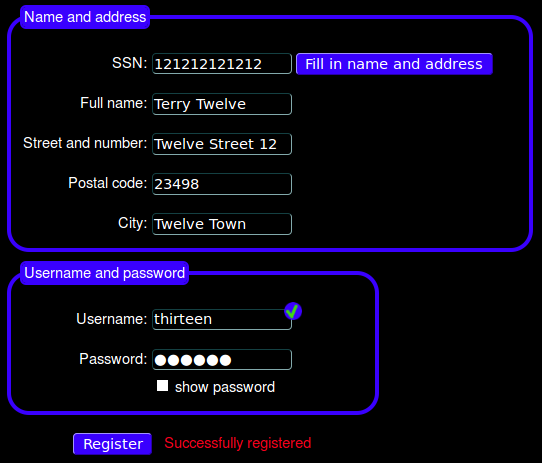 Name and address
SSN: 121212121212 Fill in name and address
Full name: Terry Twelve
Street and number: Twelve Street 12
Postal code: 23498
City: Twelve Town
Username and password
Username: thirteen
Password: ●●●●●●
show password
Register Successfully registered